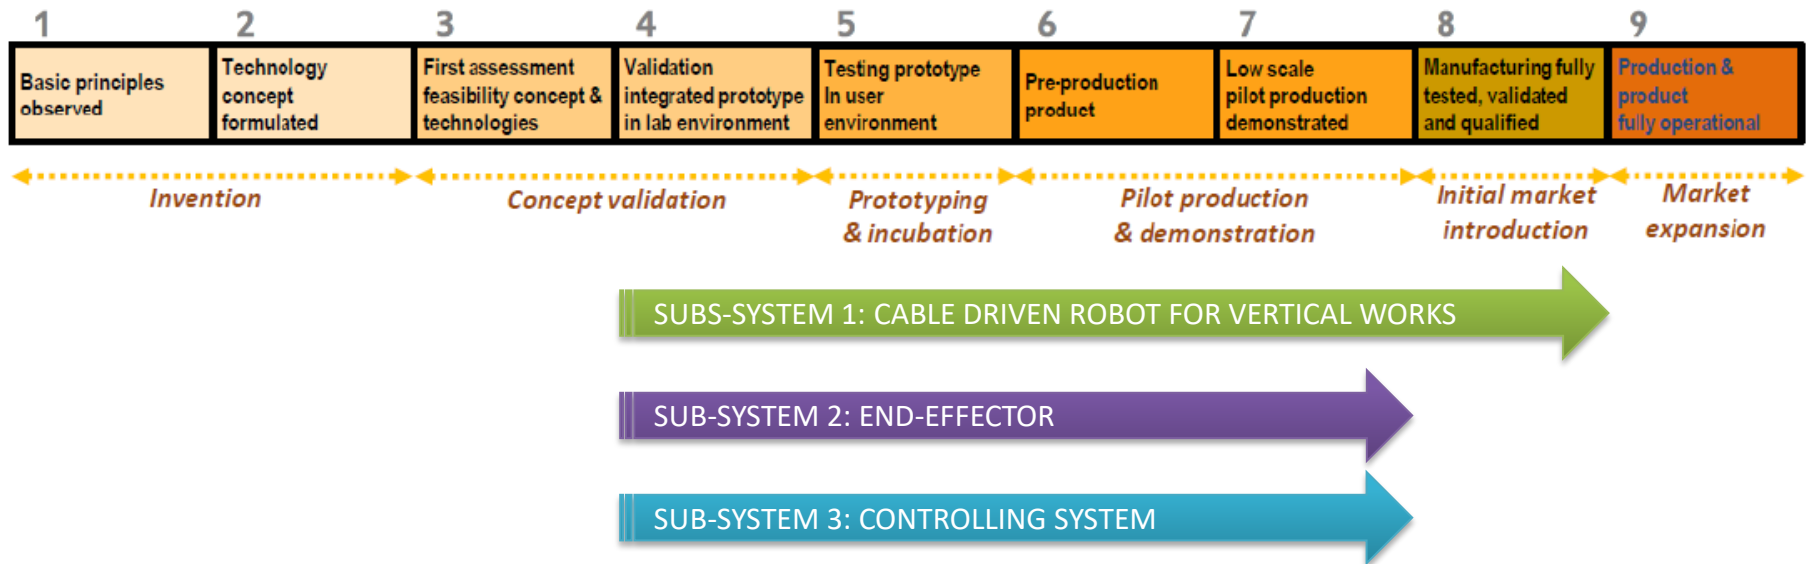 1
2
3
4
5
6
7
8
9
Basic principles
observed
Technology
concept
formulated
First assessment
feasibility concept &
technologies
Validation
integrated prototype
in lab environment
Testing prototype
In user
environment
Pre-production
product
Low scale
pilot production
demonstrated
Manufacturing fully
tested, validated
and qualified
Production &
product
fully operational
Invention
Concept validation
Prototyping
& incubation
Pilot production
& demonstration
Initial market
introduction
Market
expansion
SUBS-SYSTEM 1: CABLE DRIVEN ROBOT FOR VERTICAL WORKS
SUB-SYSTEM 2: END-EFFECTOR
SUB-SYSTEM 3: CONTROLLING SYSTEM